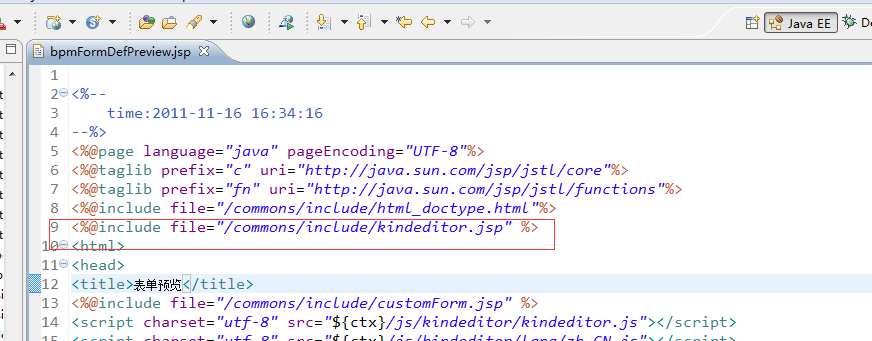 Java EE
De
bpmFormDefPreview.jsp
1
2 <%--
3 time:2011-11-16 16:34:16
4 --%>
5 <%@page language="java" pageEncoding="UTF-8"%>
6 <%@taglib prefix="c" uri="http://java.sun.com/jsp/jstl/core"%>
7 <%@taglib prefix="fn" uri="http://java.sun.com/jsp/jstl/functions"%>
8 <%@include file="/commons/include/html_doctype.html"%>
9 <%@include file="/commons/include/kindeditor.jsp" %>
10 <html>
11 <head>
12 <title>表单预览</title>
13 <%@include file="/commons/include/customForm.jsp" %>
14 <script charset="utf-8" src="${ctx}/js/kindeditor/kindeditor.js"></script>
15 <script charset="utf-8" src="${ctx}/js/kindeditor/lang/zh_CN.js"></script>